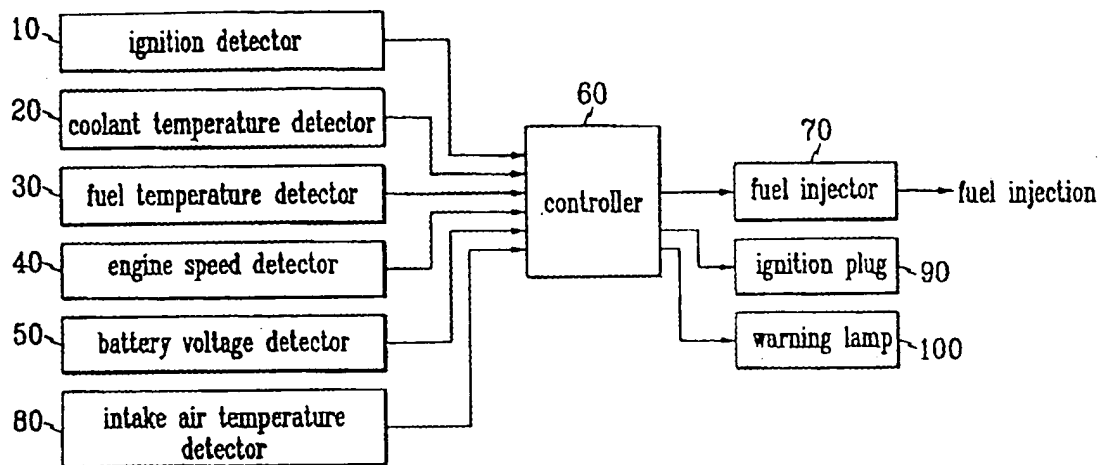 10
ignition detector
20
coolant temperature detector
30
fuel temperature detector
40
engine speed detector
50
battery voltage detector
80
intake air temperature
detector
60
controller
70
fuel injector
fuel injection
ignition plug
90
warning lamp
100